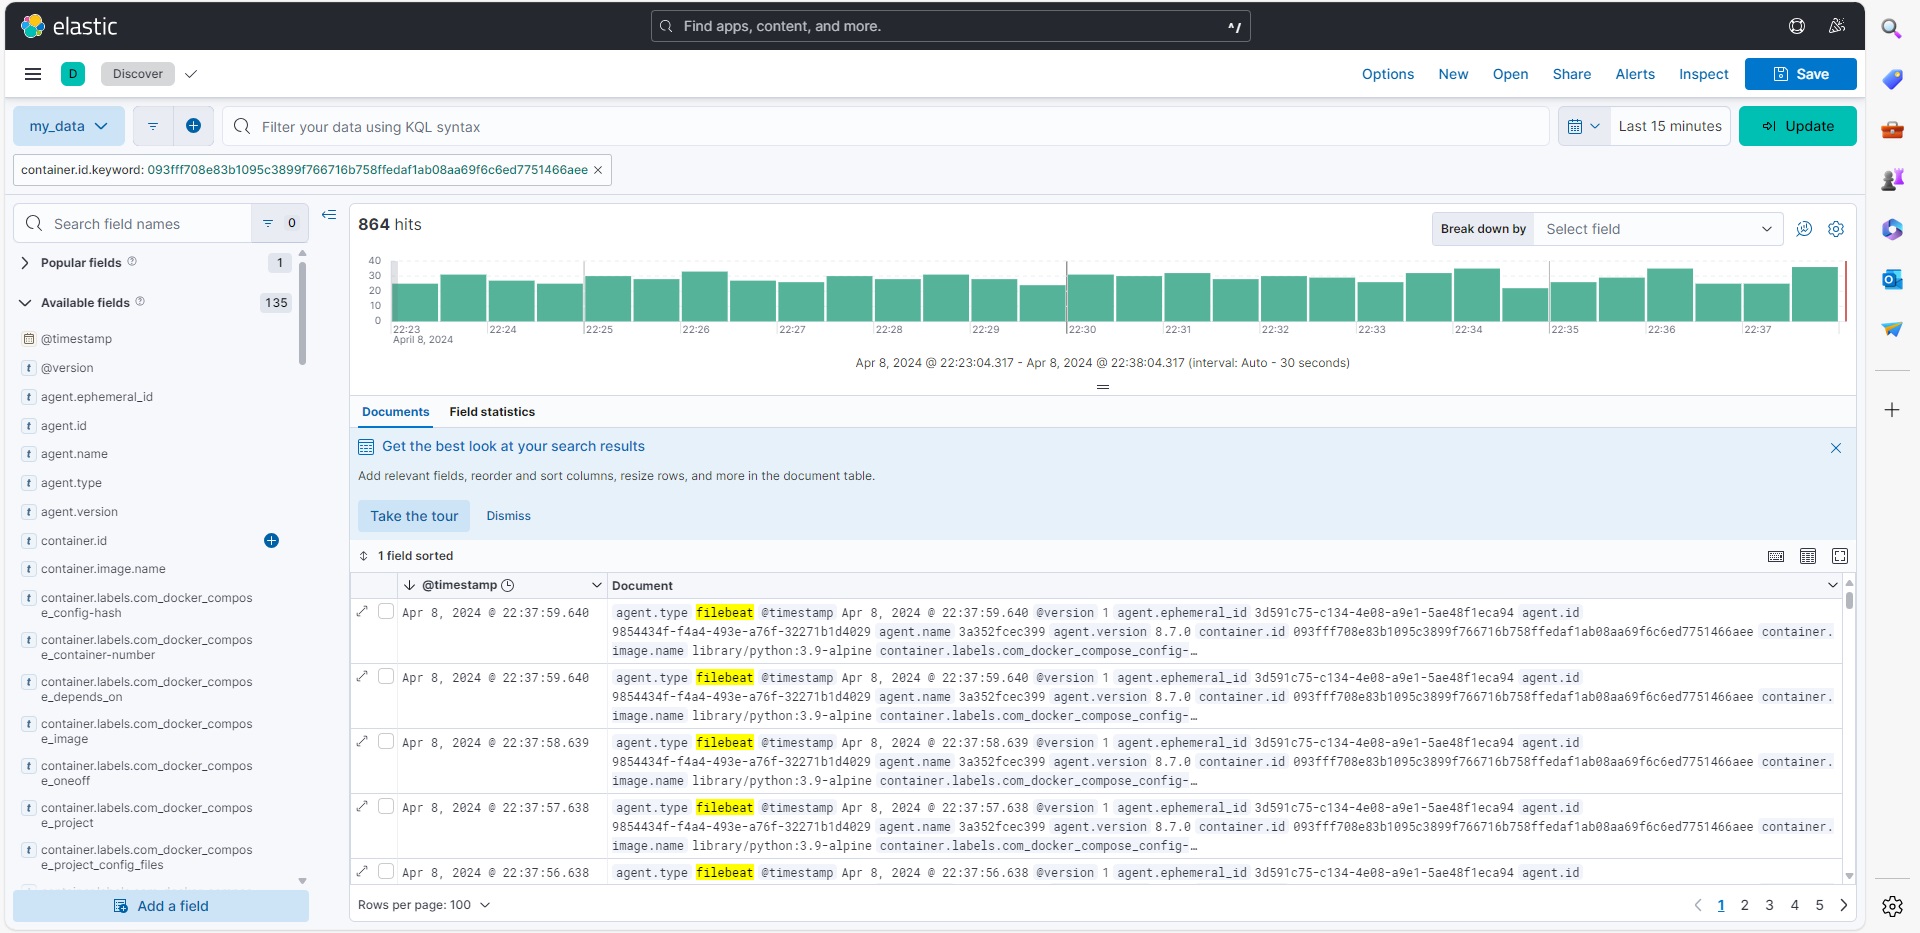 elastic
Find apps, content, and more.
^/
D
Discover
Options
New
Open
Share
Alerts
Inspect
Save
my_data
Filter your data using KQL syntax
Last 15 minutes
Update
container.id.keyword: 093fff708e83b1095c3899f766716b758ffedaf1ab08aa69f6c6ed7751466aee
Search field names
0
Popular fields
1
Available fields
135
@timestamp
@version
agent.ephemeral_id
agent.id
agent.name
agent.type
agent.version
container.id
container.image.name
container.labels.com_docker_compos
e_config-hash
container.labels.com_docker_compos
e_container-number
container.labels.com_docker_compos
e_depends_on
container.labels.com_docker_compos
e_image
container.labels.com_docker_compos
e_oneoff
container.labels.com_docker_compos
e_project
container.labels.com_docker_compos
e_project_config_files
Add a field
864 hits
Break down by
Select field
40
30
20
10
0
22:23 22:24 22:25 22:26 22:27 22:28 22:29 22:30 22:31 22:32 22:33 22:34 22:35 22:36 22:37
April 8, 2024
Apr 8, 2024 @ 22:23:04.317 - Apr 8, 2024 @ 22:38:04.317 (interval: Auto - 30 seconds)
Documents
Field statistics
Get the best look at your search results
Add relevant fields, reorder and sort columns, resize rows, and more in the document table.
Take the tour
Dismiss
1 field sorted
@timestamp
Document
Apr 8, 2024 @ 22:37:59.640
agent.type filebeat @timestamp Apr 8, 2024 @ 22:37:59.640 @version 1 agent.ephemeral_id 3d591c75-c134-4e08-a9e1-5ae48f1eca94 agent.id
9854434f-f4a4-493e-a76f-32271b1d4029 agent.name 3a352fcec399 agent.version 8.7.0 container.id 093fff708e83b1095c3899f766716b758ffedaf1ab08aa69f6c6ed7751466aee container.
image.name library/python:3.9-alpine container.labels.com_docker_compose_config-…
Apr 8, 2024 @ 22:37:59.640
agent.type filebeat @timestamp Apr 8, 2024 @ 22:37:59.640 @version 1 agent.ephemeral_id 3d591c75-c134-4e08-a9e1-5ae48f1eca94 agent.id
9854434f-f4a4-493e-a76f-32271b1d4029 agent.name 3a352fcec399 agent.version 8.7.0 container.id 093fff708e83b1095c3899f766716b758ffedaf1ab08aa69f6c6ed7751466aee container.
image.name library/python:3.9-alpine container.labels.com_docker_compose_config-…
Apr 8, 2024 @ 22:37:58.639
agent.type filebeat @timestamp Apr 8, 2024 @ 22:37:58.639 @version 1 agent.ephemeral_id 3d591c75-c134-4e08-a9e1-5ae48f1eca94 agent.id
9854434f-f4a4-493e-a76f-32271b1d4029 agent.name 3a352fcec399 agent.version 8.7.0 container.id 093fff708e83b1095c3899f766716b758ffedaf1ab08aa69f6c6ed7751466aee container.
image.name library/python:3.9-alpine container.labels.com_docker_compose_config-…
Apr 8, 2024 @ 22:37:57.638
agent.type filebeat @timestamp Apr 8, 2024 @ 22:37:57.638 @version 1 agent.ephemeral_id 3d591c75-c134-4e08-a9e1-5ae48f1eca94 agent.id
9854434f-f4a4-493e-a76f-32271b1d4029 agent.name 3a352fcec399 agent.version 8.7.0 container.id 093fff708e83b1095c3899f766716b758ffedaf1ab08aa69f6c6ed7751466aee container.
image.name library/python:3.9-alpine container.labels.com_docker_compose_config-…
Apr 8, 2024 @ 22:37:56.638
agent.type filebeat @timestamp Apr 8, 2024 @ 22:37:56.638 @version 1 agent.ephemeral_id 3d591c75-c134-4e08-a9e1-5ae48f1eca94 agent.id
Rows per page: 100
1 2 3 4 5